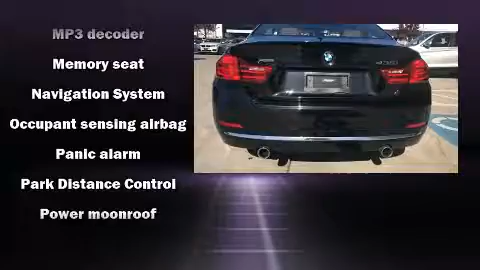 MP3 decoder
Memory seat
Navigation System
Occupant sensing airbag
Panic alarm
Park Distance Control
Power moonroof